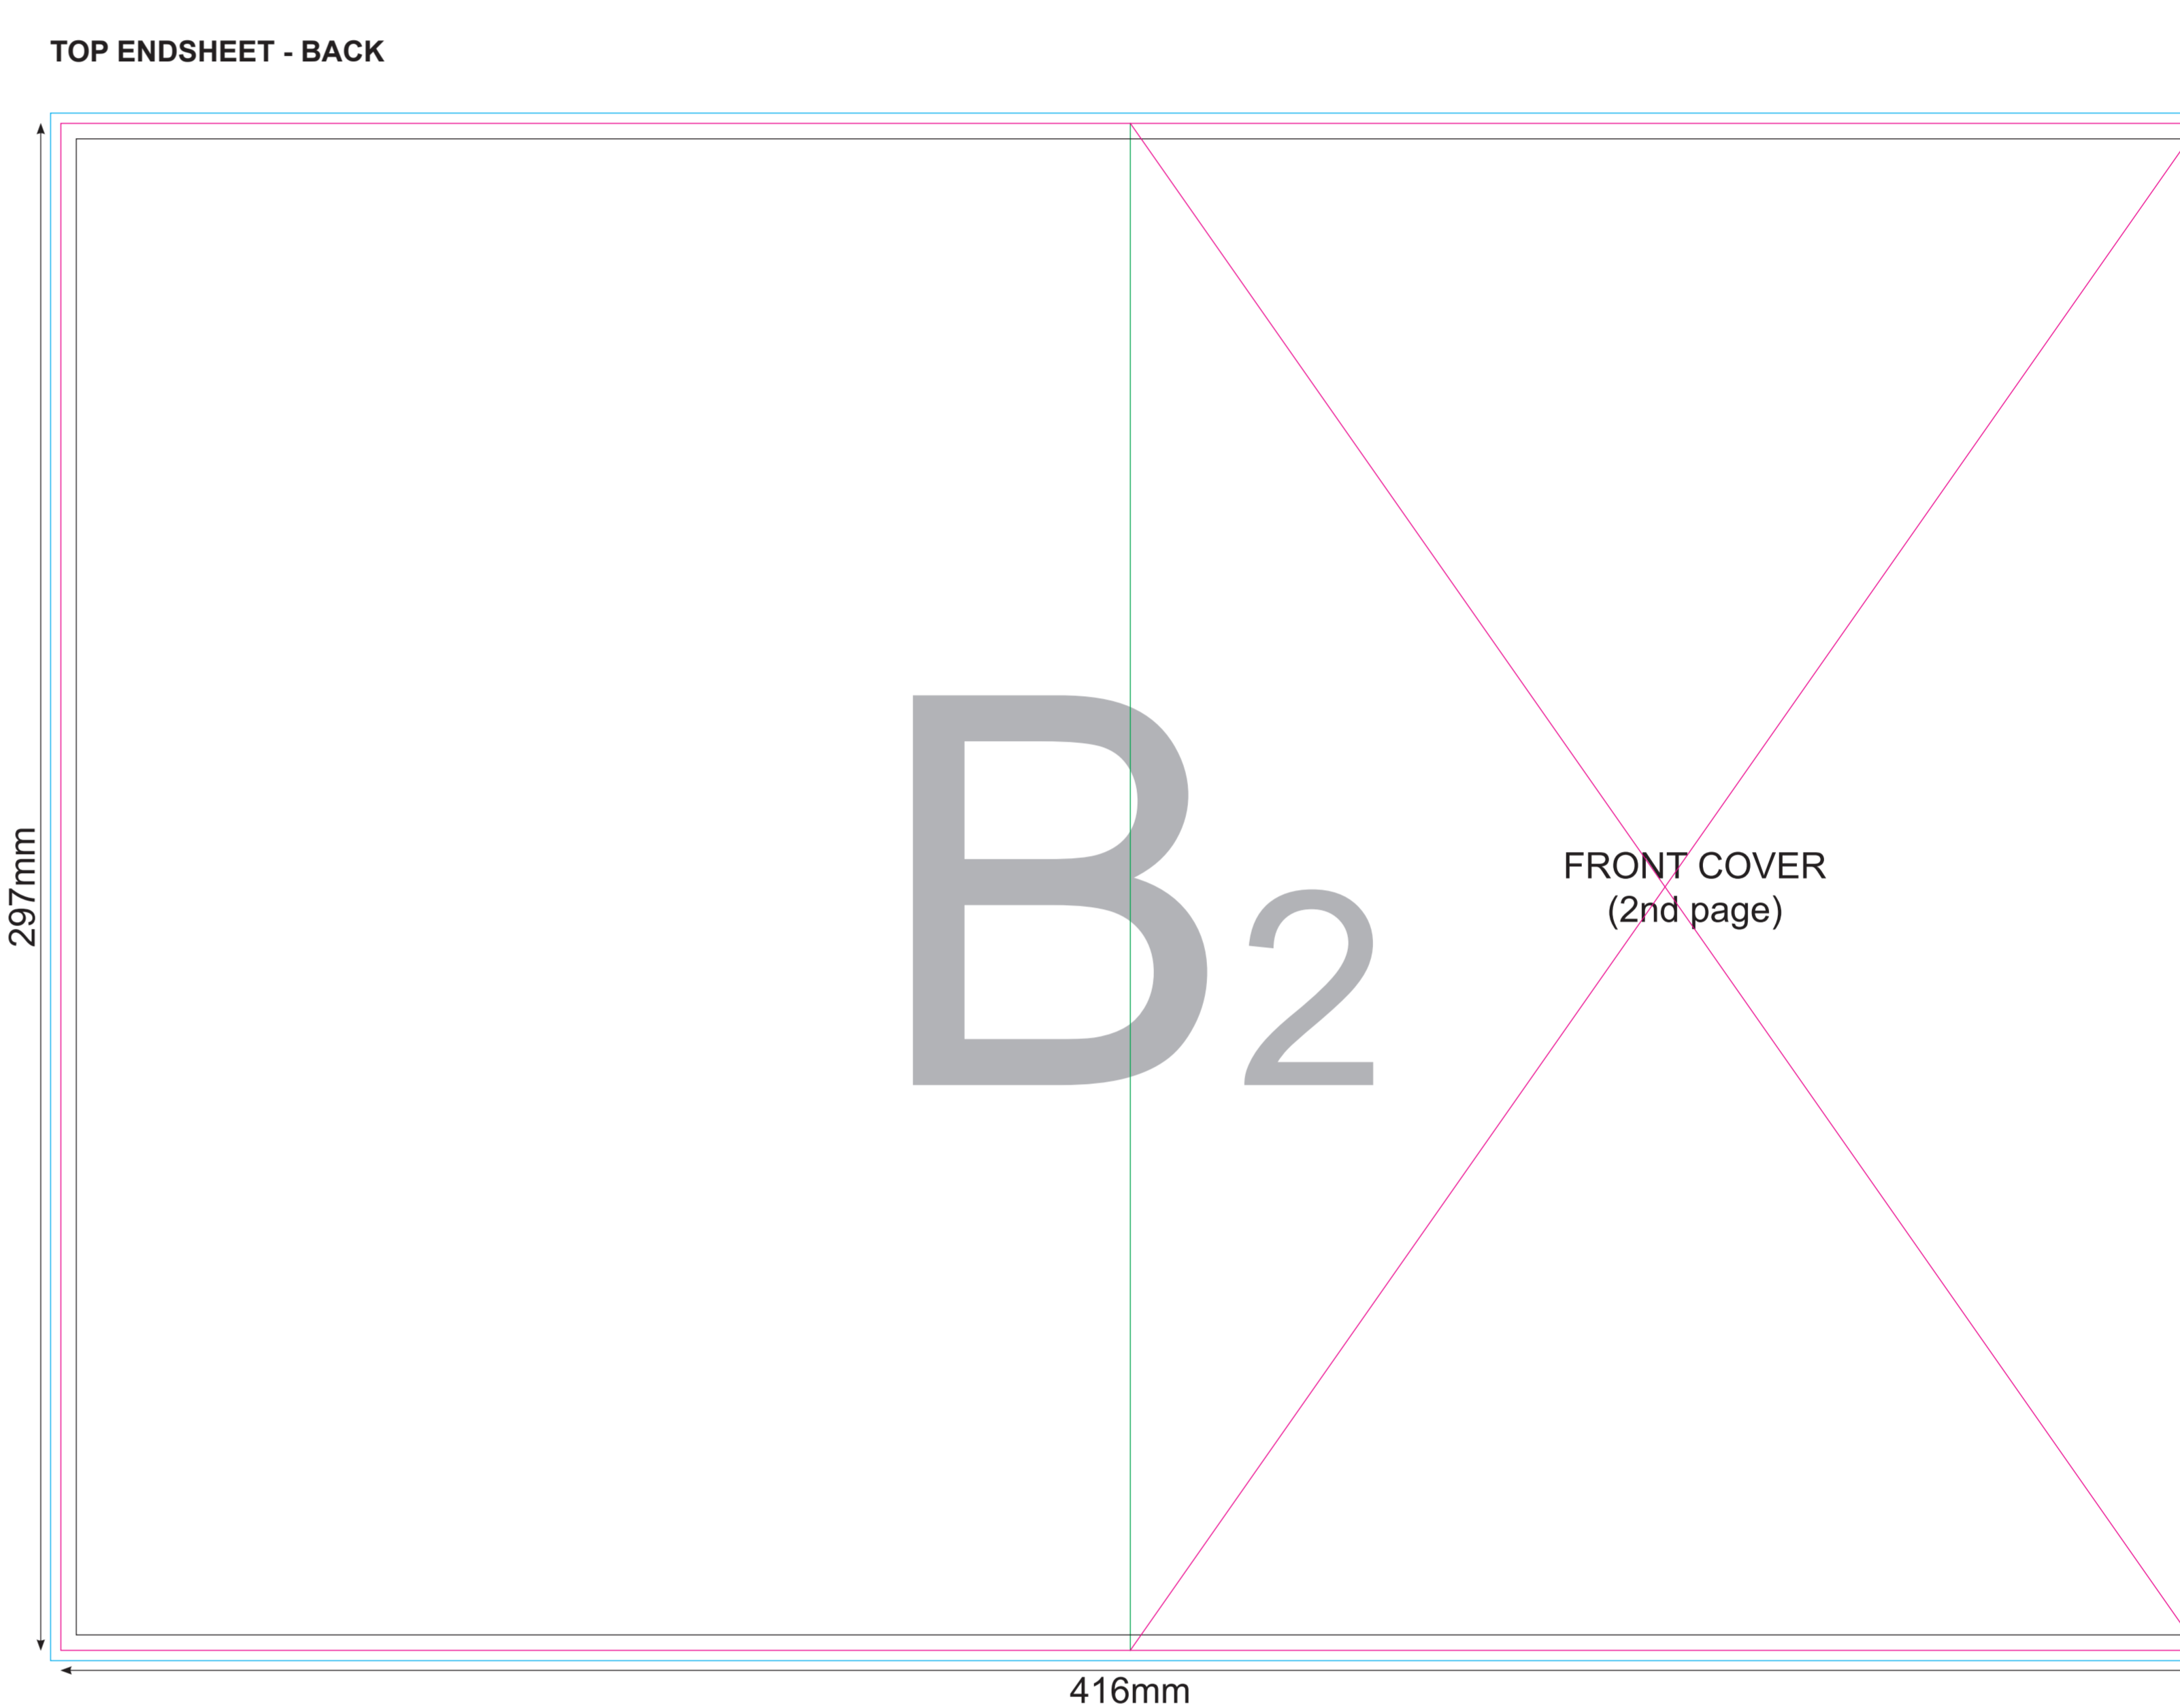 TOP ENDSHEET - BACK
297mm
B2
FRONT COVER
(2nd page)
416mm